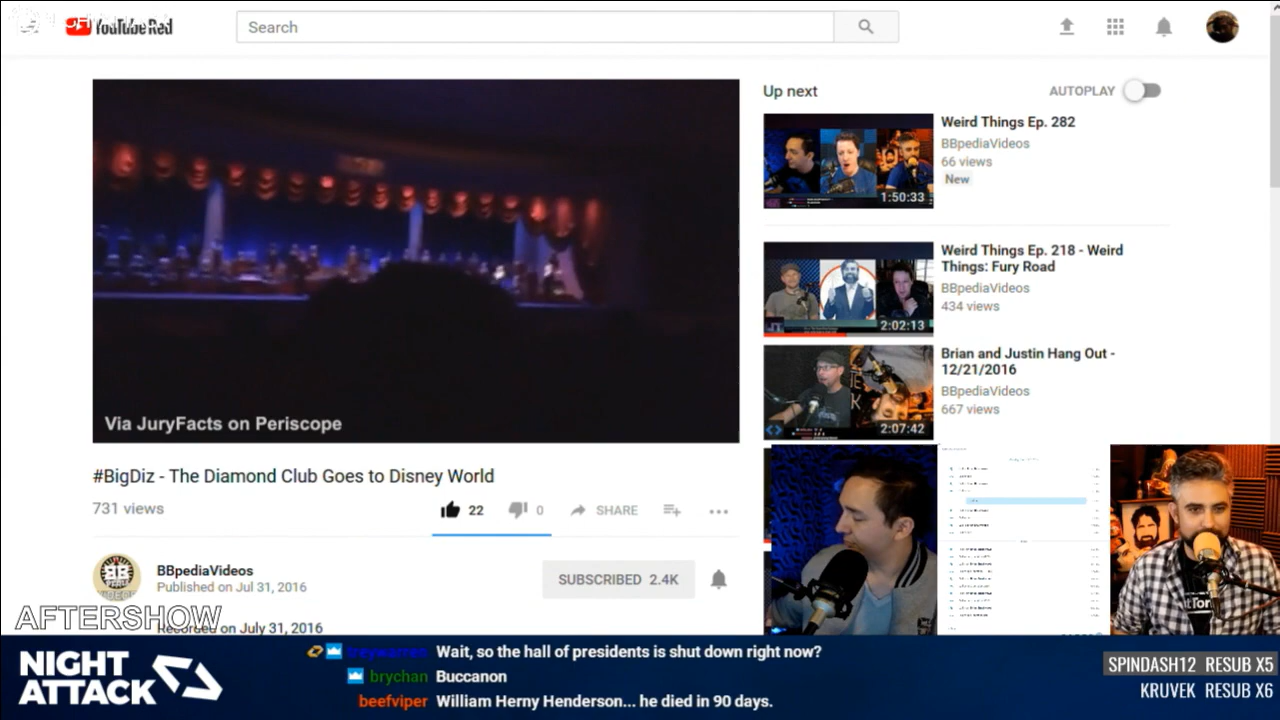 YouTube Red
Search
Up next
AUTOPLAY
Weird Things Ep. 282
BBpediaVideos
66 views
New
1:50:33
Weird Things Ep. 218 - Weird
Things: Fury Road
BBpediaVideos
434 views
2:02:13
Brian and Justin Hang Out -
12/21/2016
BBpediaVideos
667 views
2:07:42
Via JuryFacts on Periscope
#BigDiz - The Diamond Club Goes to Disney World
731 views
22
0
SHARE
BBpediaVideos
Published on Jul 31, 2016
SUBSCRIBED 2.4K
AFTERSHOW
Recorded on July 31, 2016
NIGHT
ATTACK
treywarren Wait, so the hall of presidents is shut down right now?
brychan Buccanon
beefviper William Herny Henderson... he died in 90 days.
SPINDASH12 RESUB X5
KRUVEK RESUB X6